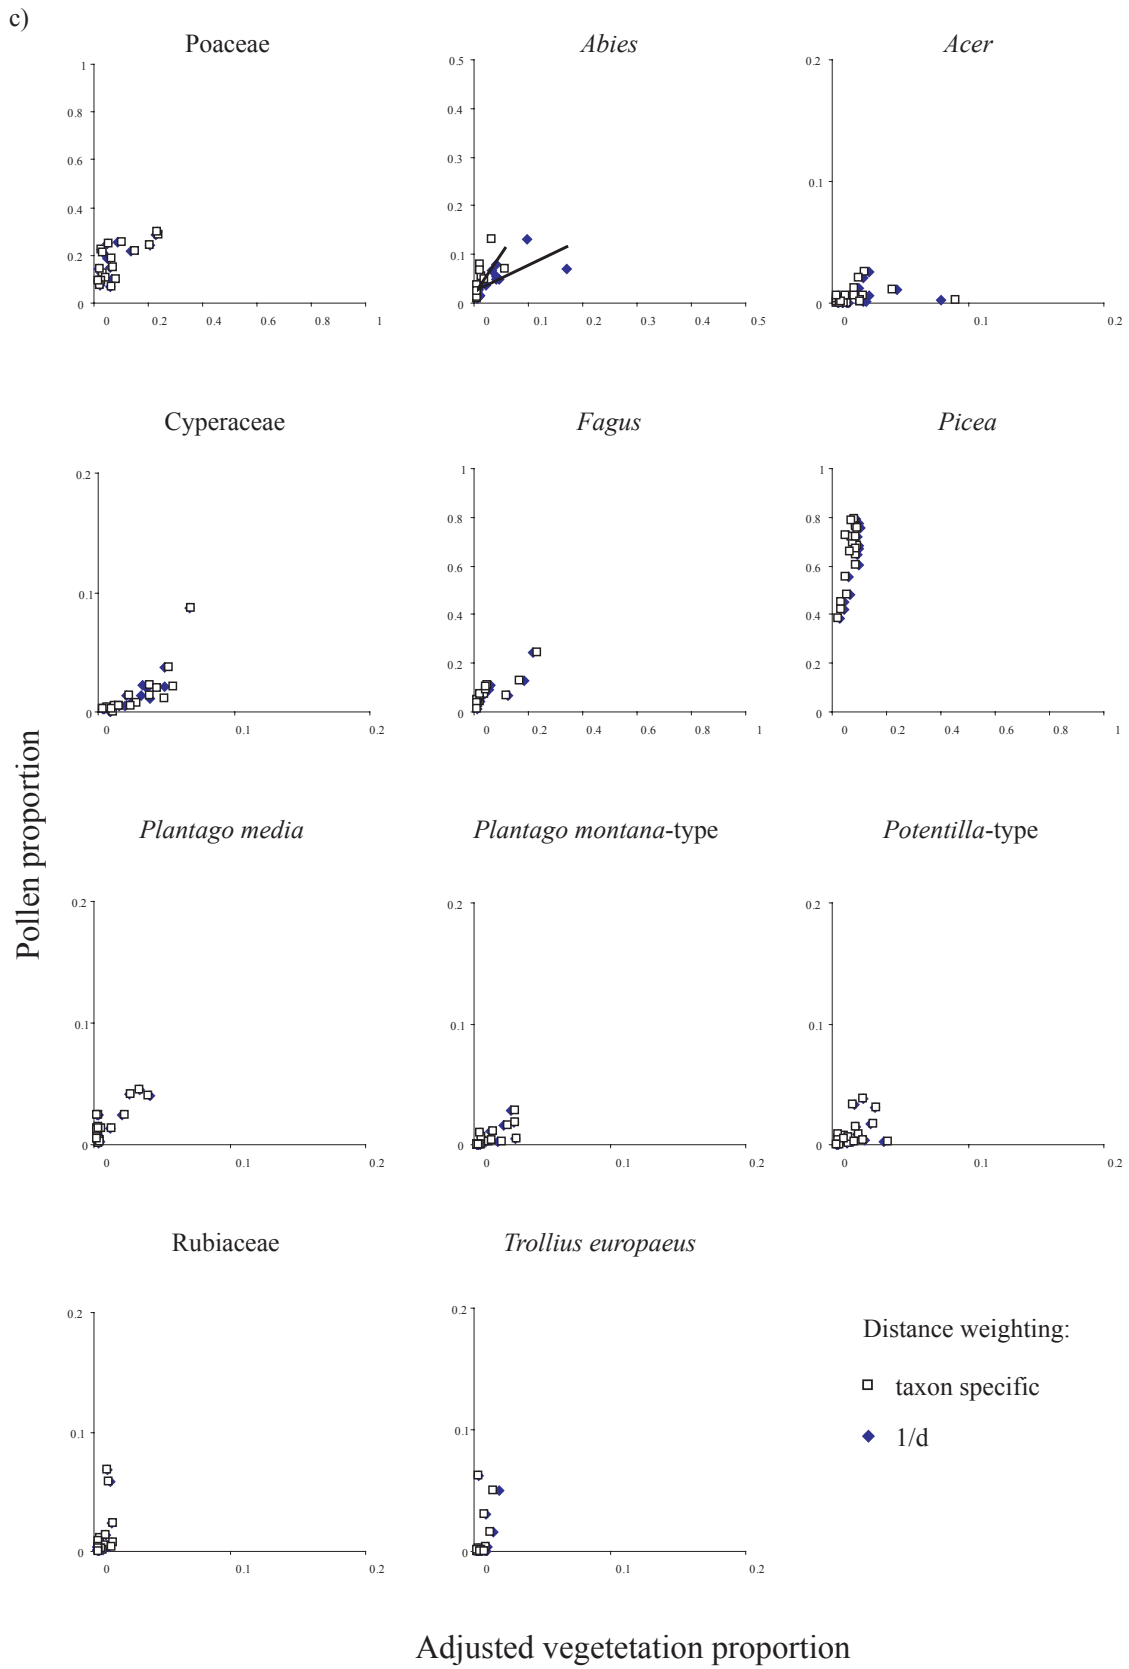 c)
Poaceae
Abies
Acer
1
0.8
0.6
0.4
0.2
0
0 0.2 0.4 0.6 0.8 1
0.5
0.4
0.3
0.2
0.1
0
0 0.1 0.2 0.3 0.4 0.5
0.2
0.1
0
0 0.1 0.2
Cyperaceae
Fagus
Picea
0.2
0.1
0
0 0.1 0.2
1
0.8
0.6
0.4
0.2
0
0 0.2 0.4 0.6 0.8 1
1
0.8
0.6
0.4
0.2
0
0 0.2 0.4 0.6 0.8 1
Pollen proportion
Plantago media
Plantago montana-type
Potentilla-type
0.2
0.1
0
0 0.1 0.2
0.2
0.1
0
0 0.1 0.2
0.2
0.1
0
0 0.1 0.2
Rubiaceae
Trollius europaeus
0.2
0.1
0
0 0.1 0.2
0.2
0.1
0
0 0.1 0.2
Distance weighting:
taxon specific
1/d
Adjusted vegetetation proportion